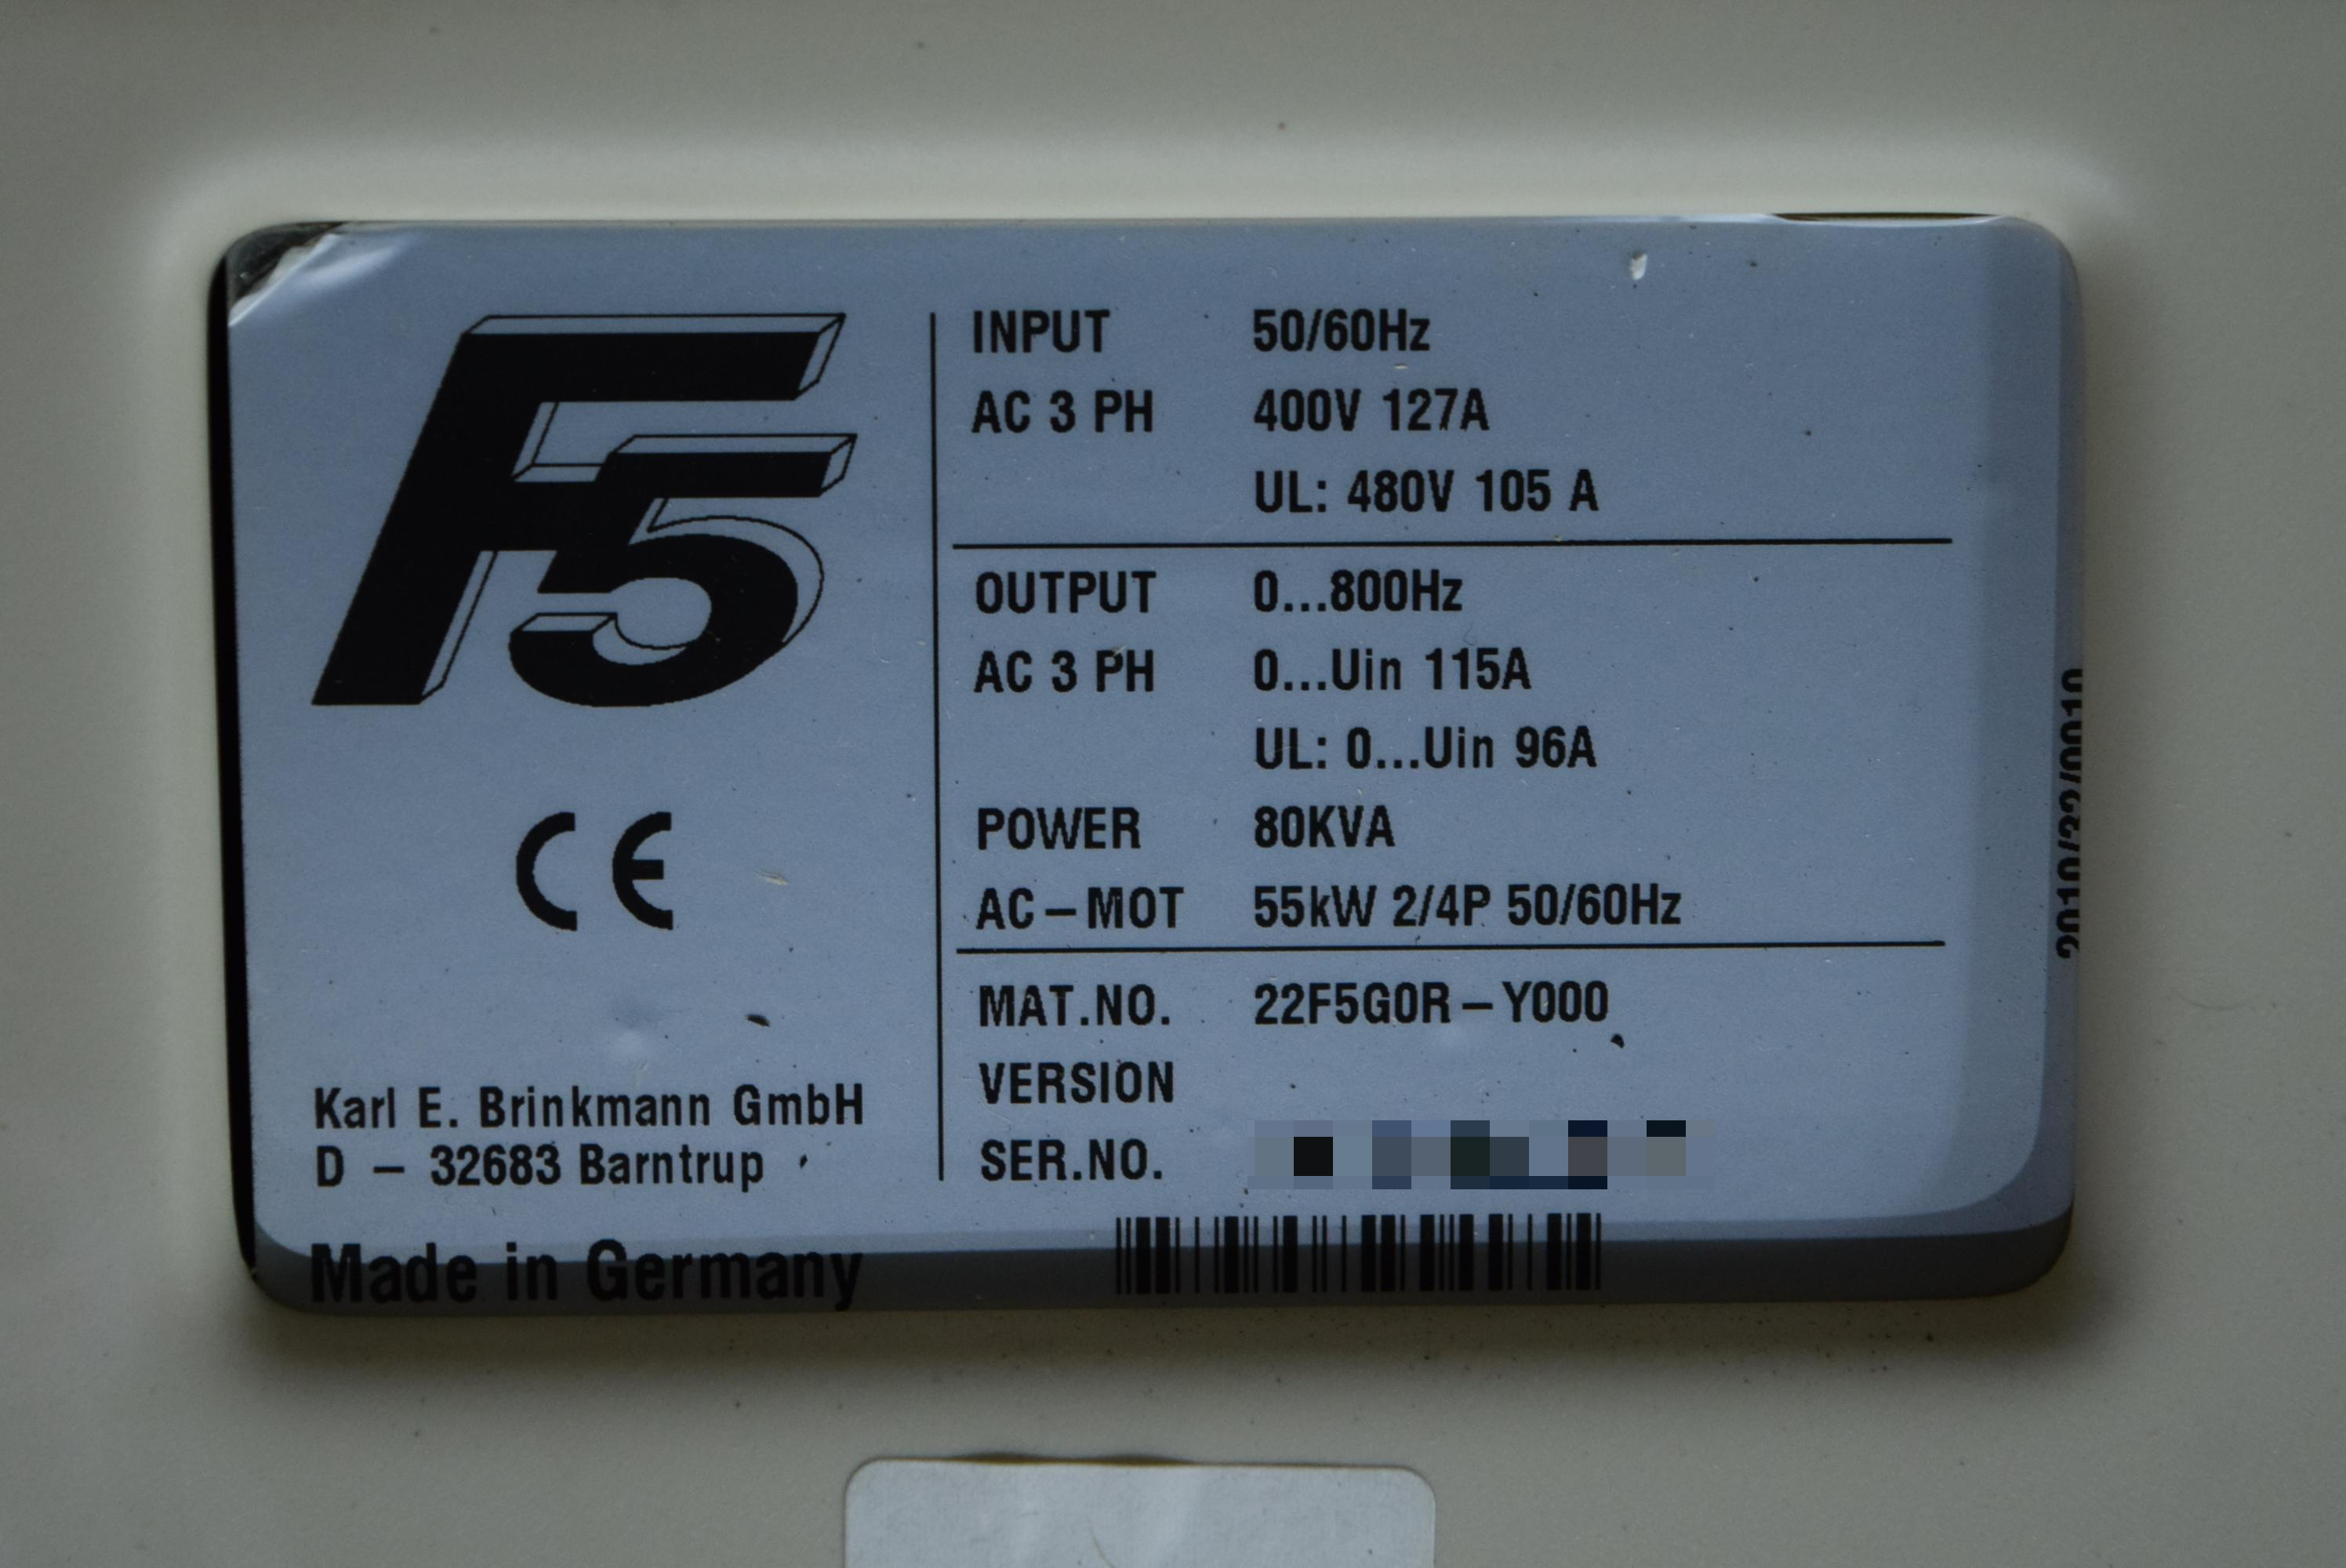 F5
CE
Karl E. Brinkmann GmbH
D – 32683 Barntrup
Made in Germany
INPUT 50/60Hz
AC 3 PH 400V 127A
UL: 480V 105 A
OUTPUT 0...800Hz
AC 3 PH 0...Uin 115A
UL: 0...Uin 96A
POWER 80KVA
AC – MOT 55kW 2/4P 50/60Hz
MAT.NO. 22F5G0R – Y000
VERSION
SER.NO.